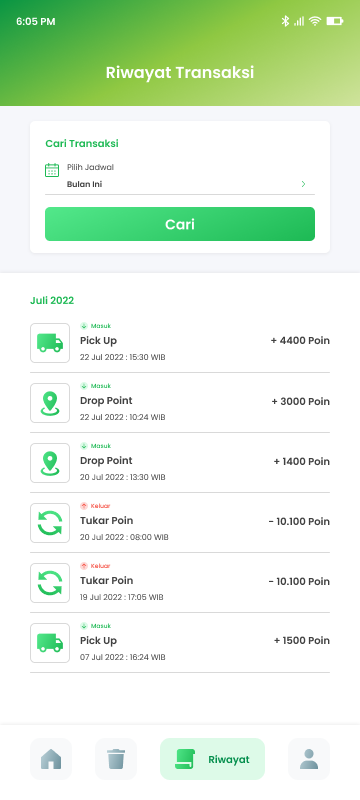 6:05 PM
Riwayat Transaksi
Cari Transaksi
Pilih Jadwal
Bulan Ini
Cari
Juli 2022
Masuk
Pick Up
+ 4400 Poin
22 Jul 2022 : 15:30 WIB
Masuk
Drop Point
+ 3000 Poin
22 Jul 2022 : 10:24 WIB
Masuk
Drop Point
+ 1400 Poin
20 Jul 2022 : 13:30 WIB
Keluar
Tukar Poin
- 10.100 Poin
20 Jul 2022 : 08:00 WIB
Keluar
Tukar Poin
- 10.100 Poin
19 Jul 2022 : 17:05 WIB
Masuk
Pick Up
+ 1500 Poin
07 Jul 2022 : 16:24 WIB
Riwayat